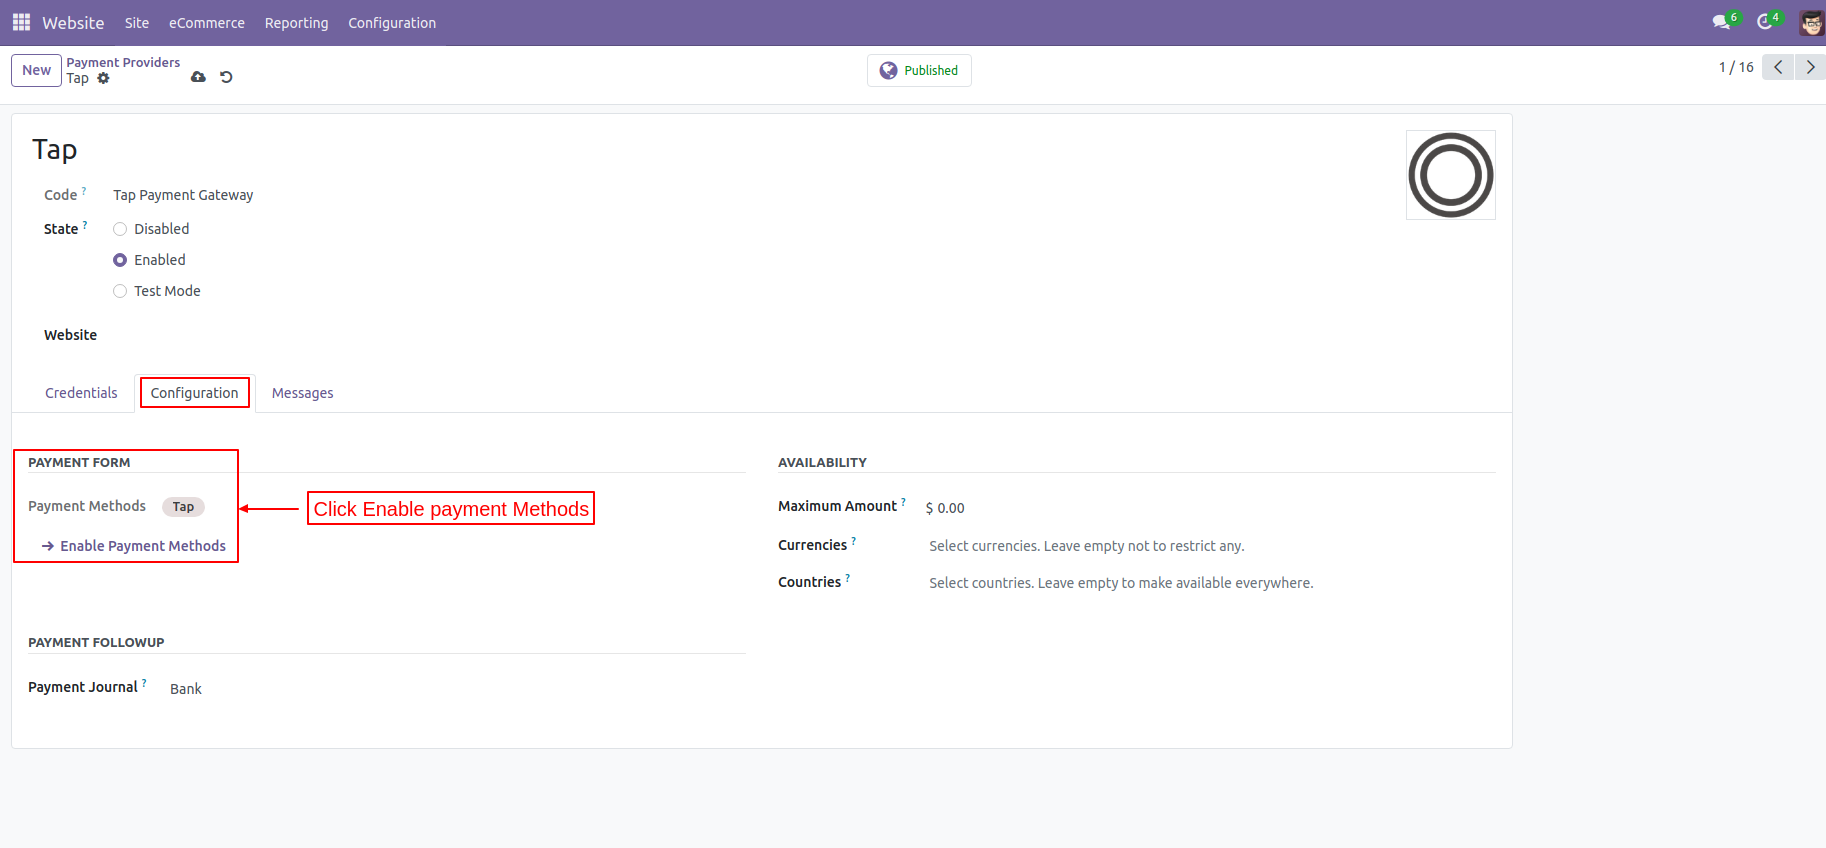 Website Site eCommerce Reporting Configuration 6 4
New Payment Providers
Tap
Published
1 / 16
Tap
Code ? Tap Payment Gateway
State ? Disabled
Enabled
Test Mode
Website
Credentials Configuration Messages
PAYMENT FORM
Payment Methods Tap
Click Enable payment Methods
→ Enable Payment Methods
AVAILABILITY
Maximum Amount ? $ 0.00
Currencies ? Select currencies. Leave empty not to restrict any.
Countries ? Select countries. Leave empty to make available everywhere.
PAYMENT FOLLOWUP
Payment Journal ? Bank